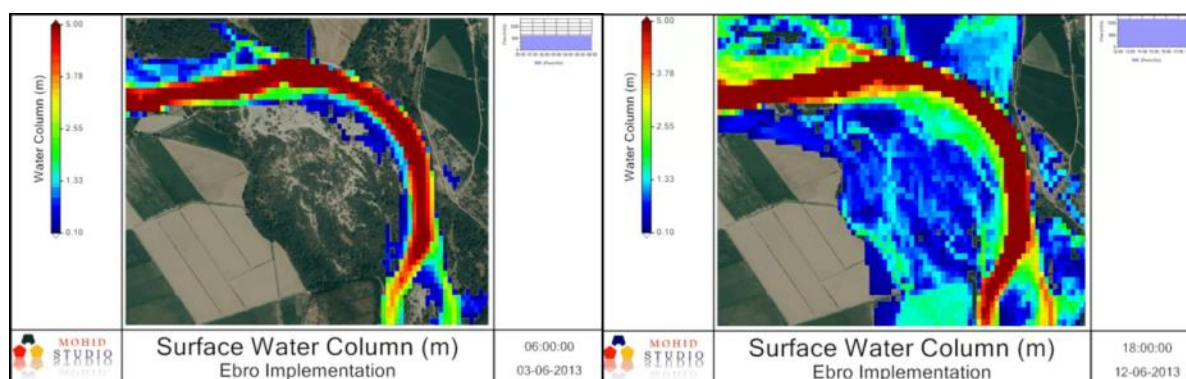 5.00
3.78
2.55
1.33
0.10
Water Column (m)
MOHID
STUDIO
Surface Water Column (m)
Ebro Implementation
06:00:00
03-06-2013
5.00
3.78
2.55
1.33
0.10
Water Column (m)
MOHID
STUDIO
Surface Water Column (m)
Ebro Implementation
18:00:00
12-06-2013